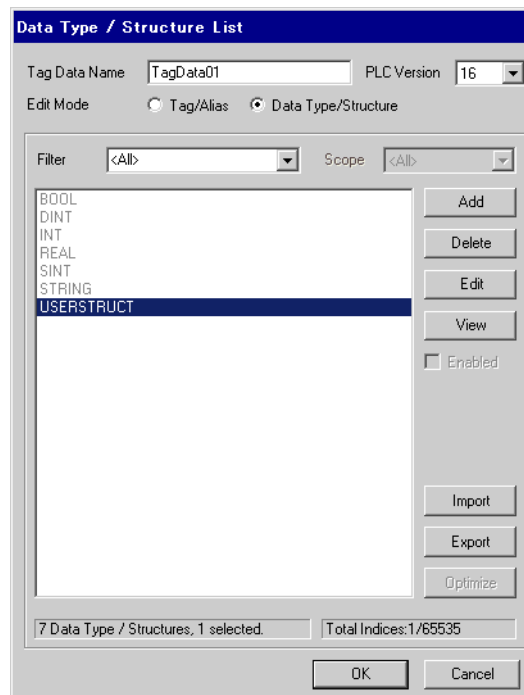 Data Type / Structure List
Tag Data Name TagData01 PLC Version 16
Edit Mode Tag/Alias Data Type/Structure
Filter <All> Scope <All>
BOOL
DINT
INT
REAL
SINT
STRING
USERSTRUCT
Add
Delete
Edit
View
Enabled
Import
Export
Optimize
7 Data Type / Structures, 1 selected. Total Indices:1/65535
OK Cancel